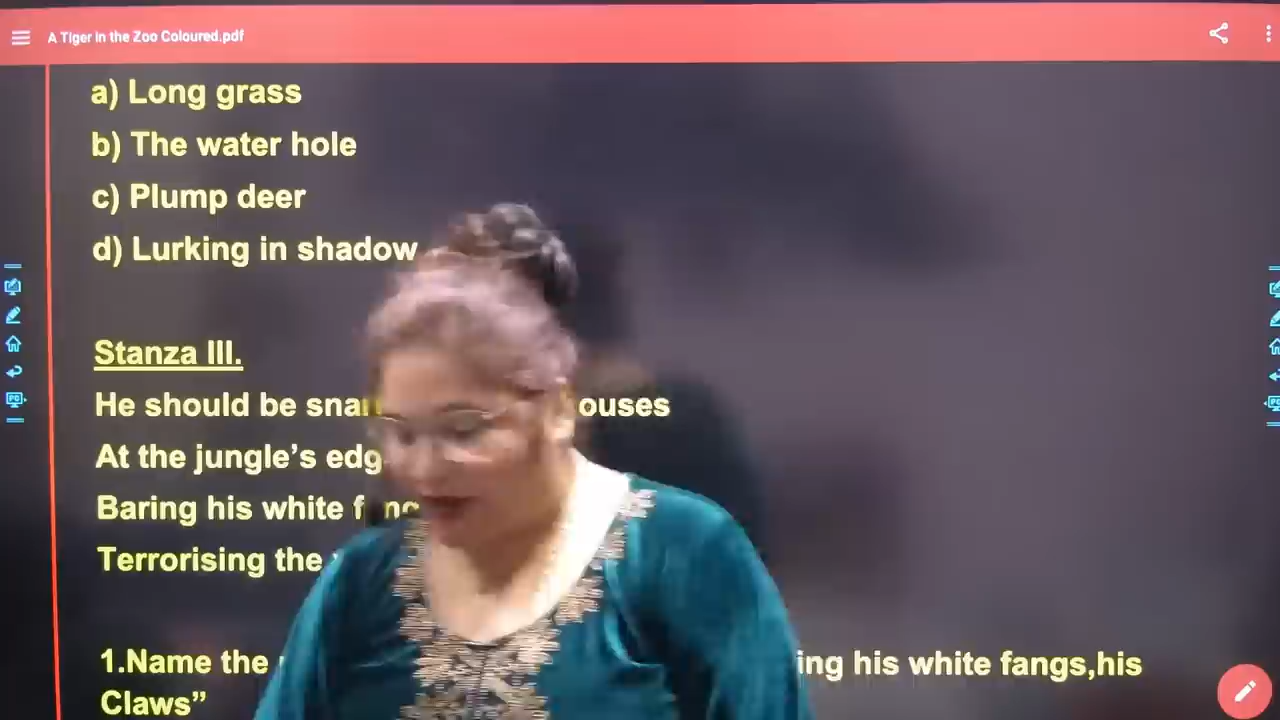 A Tiger in the Zoo Coloured.pdf
a) Long grass
b) The water hole
c) Plump deer
d) Lurking in shadow
Stanza III.
He should be ouses
At the jungle's
Baring his white
Terrorising the
1.Name the ing his white fangs,his
Claws”